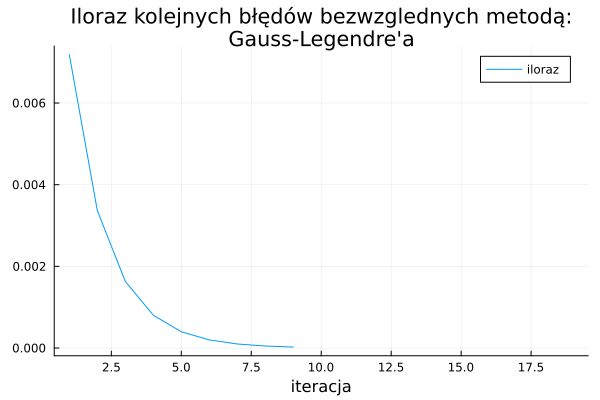 Iloraz kolejnych błędów bezwzglednych metodą:
Gauss-Legendre'a
iloraz
0.006
0.004
0.002
0.000
2.5 5.0 7.5 10.0 12.5 15.0 17.5
iteracja